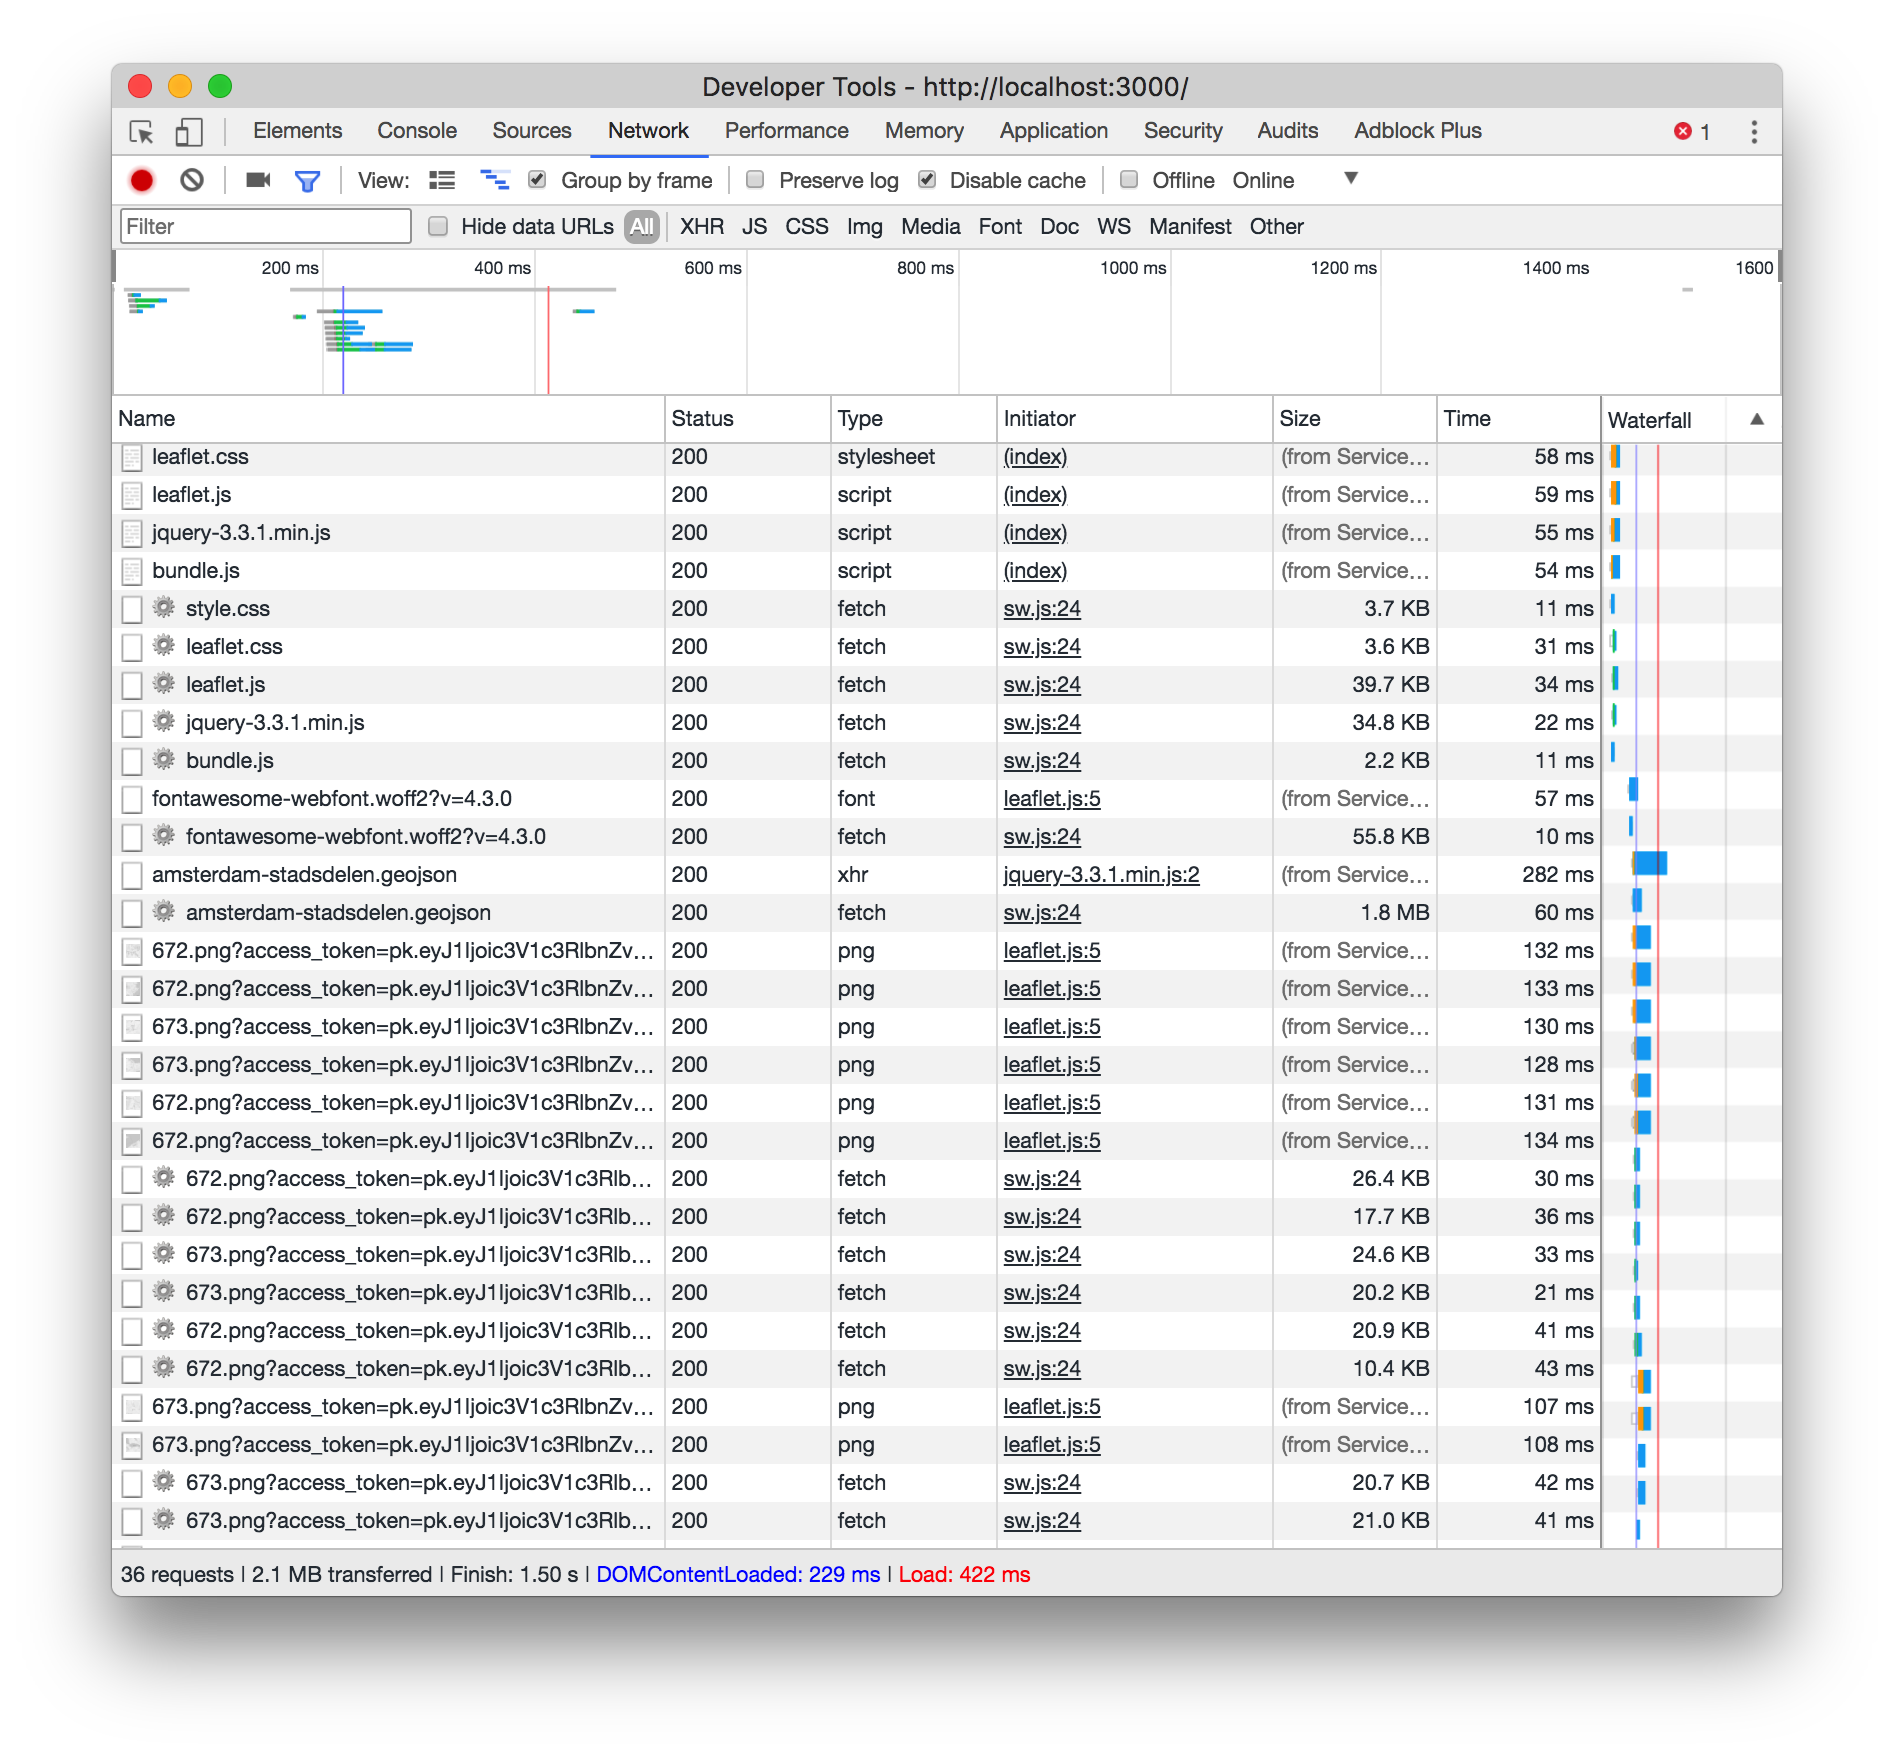 Developer Tools - http://localhost:3000/
Elements Console Sources Network Performance Memory Application Security Audits Adblock Plus 1
View: Group by frame Preserve log Disable cache Offline Online
Filter Hide data URLs All XHR JS CSS Img Media Font Doc WS Manifest Other
200 ms 400 ms 600 ms 800 ms 1000 ms 1200 ms 1400 ms 1600
Name Status Type Initiator Size Time Waterfall
leaflet.css 200 stylesheet (index) (from Service… 58 ms
leaflet.js 200 script (index) (from Service… 59 ms
jquery-3.3.1.min.js 200 script (index) (from Service… 55 ms
bundle.js 200 script (index) (from Service… 54 ms
style.css 200 fetch sw.js:24 3.7 KB 11 ms
leaflet.css 200 fetch sw.js:24 3.6 KB 31 ms
leaflet.js 200 fetch sw.js:24 39.7 KB 34 ms
jquery-3.3.1.min.js 200 fetch sw.js:24 34.8 KB 22 ms
bundle.js 200 fetch sw.js:24 2.2 KB 11 ms
fontawesome-webfont.woff2?v=4.3.0 200 font leaflet.js:5 (from Service… 57 ms
fontawesome-webfont.woff2?v=4.3.0 200 fetch sw.js:24 55.8 KB 10 ms
amsterdam-stadsdelen.geojson 200 xhr jquery-3.3.1.min.js:2 (from Service… 282 ms
amsterdam-stadsdelen.geojson 200 fetch sw.js:24 1.8 MB 60 ms
672.png?access_token=pk.eyJ1Ijoic3V1c3RlbnZv… 200 png leaflet.js:5 (from Service… 132 ms
672.png?access_token=pk.eyJ1Ijoic3V1c3RlbnZv… 200 png leaflet.js:5 (from Service… 133 ms
673.png?access_token=pk.eyJ1Ijoic3V1c3RlbnZv… 200 png leaflet.js:5 (from Service… 130 ms
673.png?access_token=pk.eyJ1Ijoic3V1c3RlbnZv… 200 png leaflet.js:5 (from Service… 128 ms
672.png?access_token=pk.eyJ1Ijoic3V1c3RlbnZv… 200 png leaflet.js:5 (from Service… 131 ms
672.png?access_token=pk.eyJ1Ijoic3V1c3RlbnZv… 200 png leaflet.js:5 (from Service… 134 ms
672.png?access_token=pk.eyJ1Ijoic3V1c3Rlb… 200 fetch sw.js:24 26.4 KB 30 ms
672.png?access_token=pk.eyJ1Ijoic3V1c3Rlb… 200 fetch sw.js:24 17.7 KB 36 ms
673.png?access_token=pk.eyJ1Ijoic3V1c3Rlb… 200 fetch sw.js:24 24.6 KB 33 ms
673.png?access_token=pk.eyJ1Ijoic3V1c3Rlb… 200 fetch sw.js:24 20.2 KB 21 ms
672.png?access_token=pk.eyJ1Ijoic3V1c3Rlb… 200 fetch sw.js:24 20.9 KB 41 ms
672.png?access_token=pk.eyJ1Ijoic3V1c3Rlb… 200 fetch sw.js:24 10.4 KB 43 ms
673.png?access_token=pk.eyJ1Ijoic3V1c3RlbnZv… 200 png leaflet.js:5 (from Service… 107 ms
673.png?access_token=pk.eyJ1Ijoic3V1c3RlbnZv… 200 png leaflet.js:5 (from Service… 108 ms
673.png?access_token=pk.eyJ1Ijoic3V1c3Rlb… 200 fetch sw.js:24 20.7 KB 42 ms
673.png?access_token=pk.eyJ1Ijoic3V1c3Rlb… 200 fetch sw.js:24 21.0 KB 41 ms
36 requests | 2.1 MB transferred | Finish: 1.50 s | DOMContentLoaded: 229 ms | Load: 422 ms